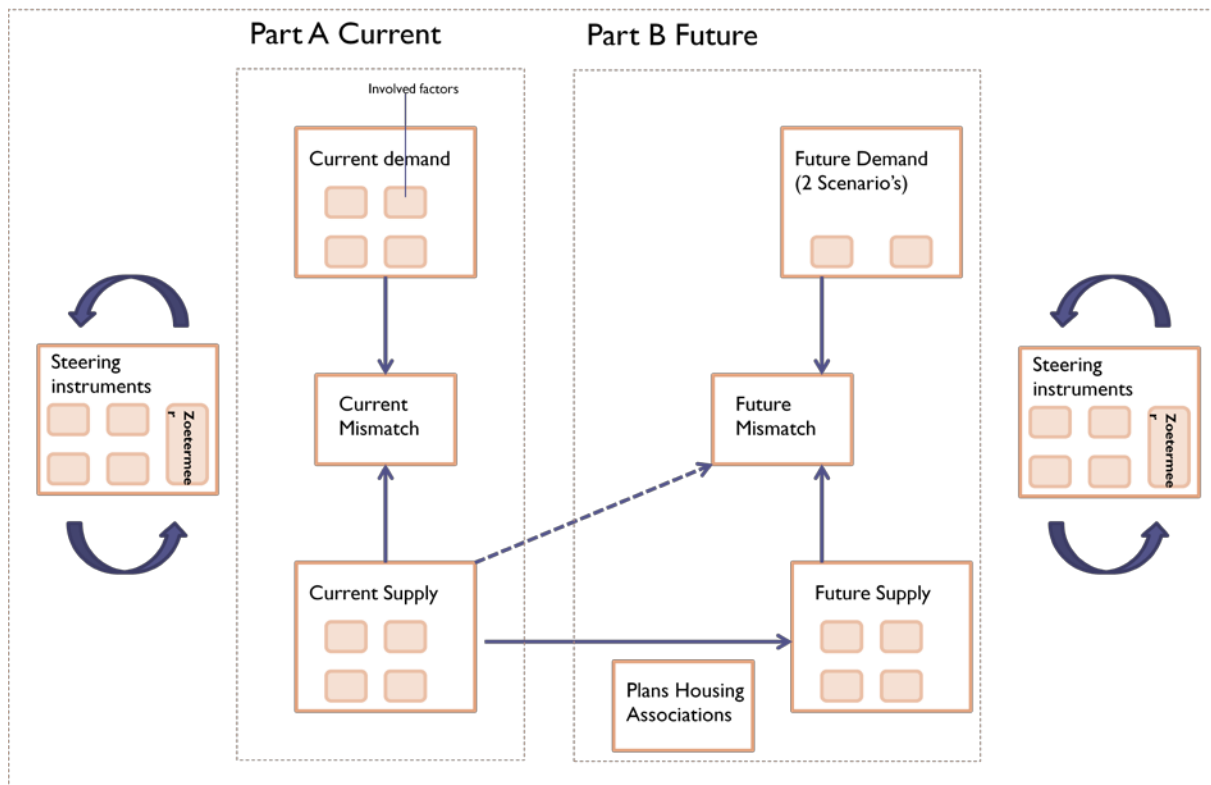 Part A Current
Part B Future
Involved factors
Current demand
Future Demand
(2 Scenario's)
Steering
instruments
Zoetermee
r
Current
Mismatch
Future
Mismatch
Steering
instruments
Zoetermee
r
Current Supply
Future Supply
Plans Housing
Associations